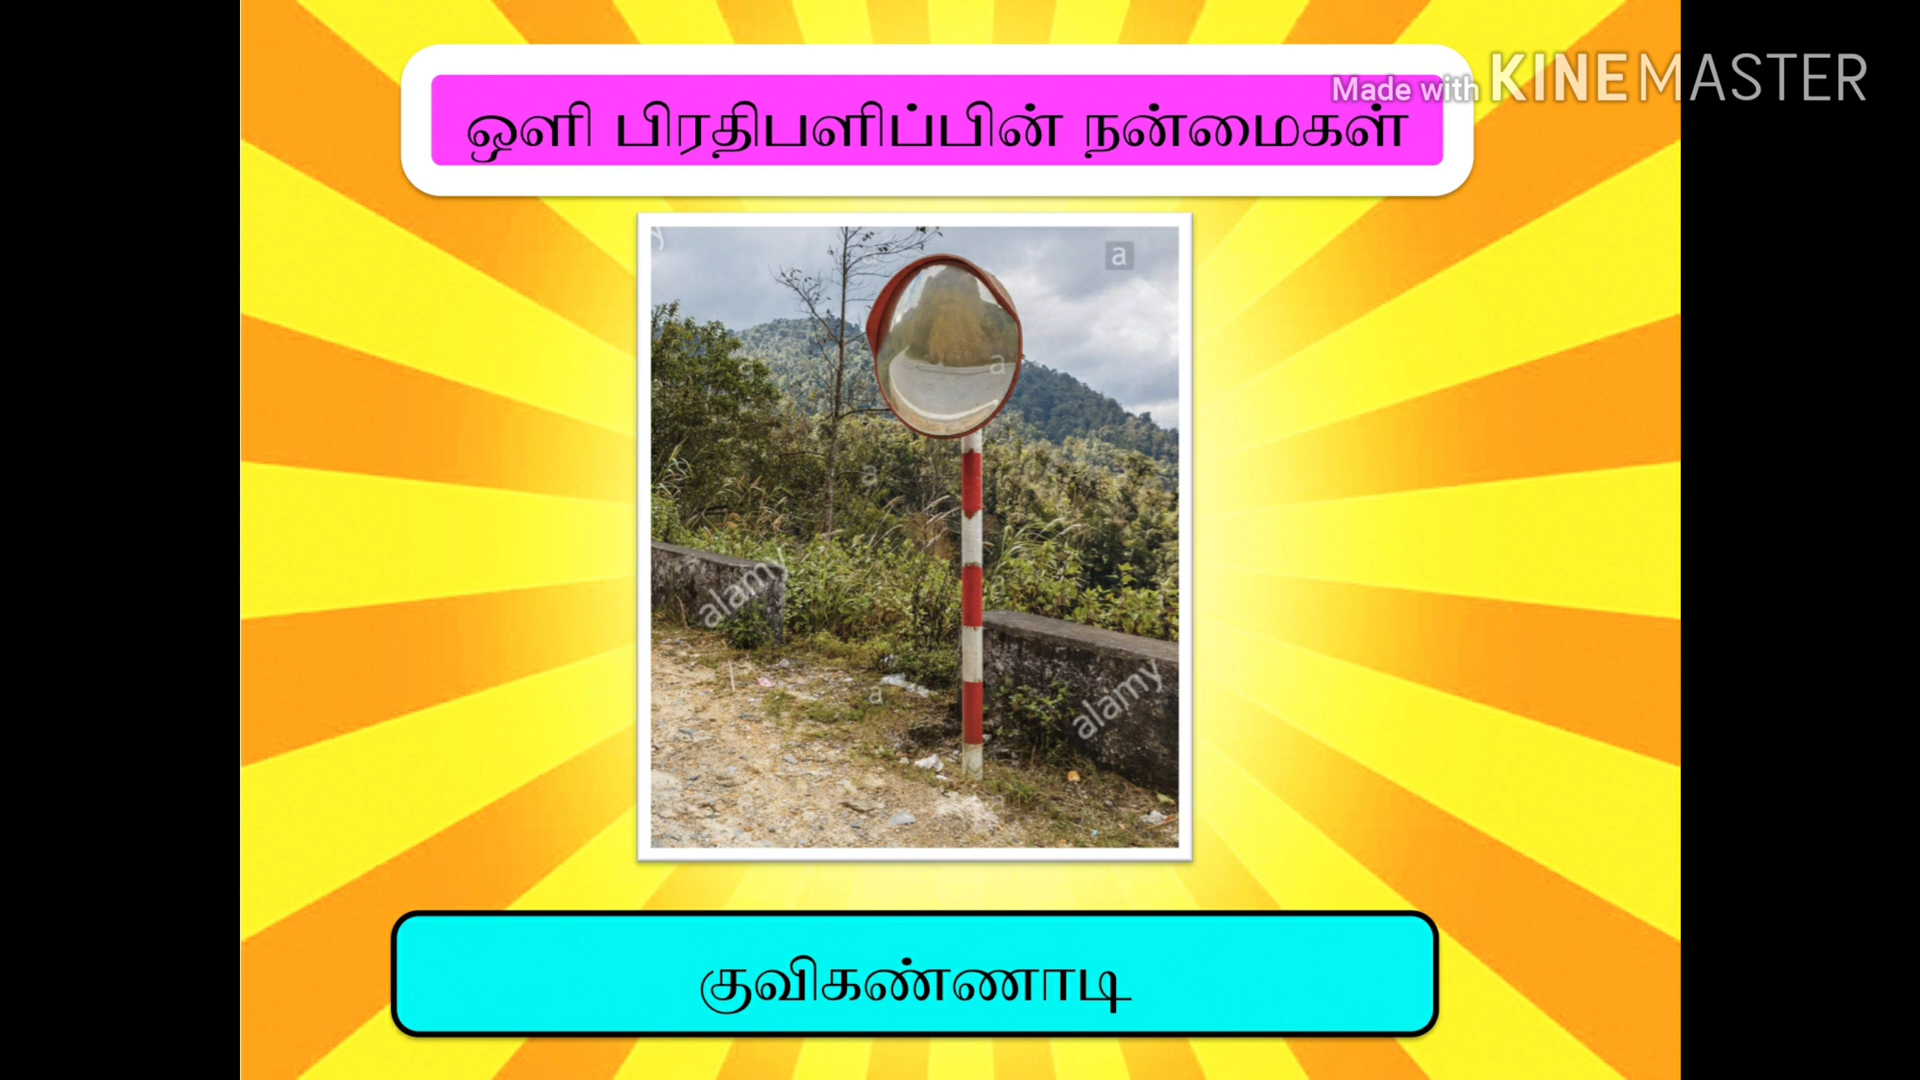 Made with KINEMASTER
ஒளி பிரதிபளிப்பின் நன்மைகள்
a
a
a
a
alamy
alamy
a
குவிகண்ணாடி